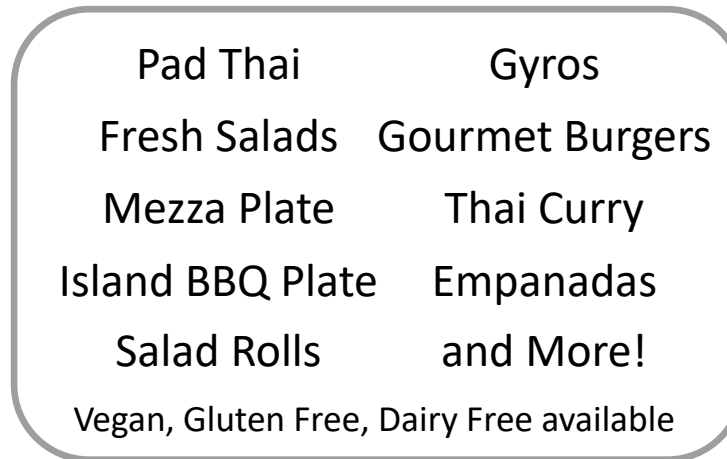 Pad Thai Gyros
Fresh Salads Gourmet Burgers
Mezza Plate Thai Curry
Island BBQ Plate Empanadas
Salad Rolls and More!
Vegan, Gluten Free, Dairy Free available